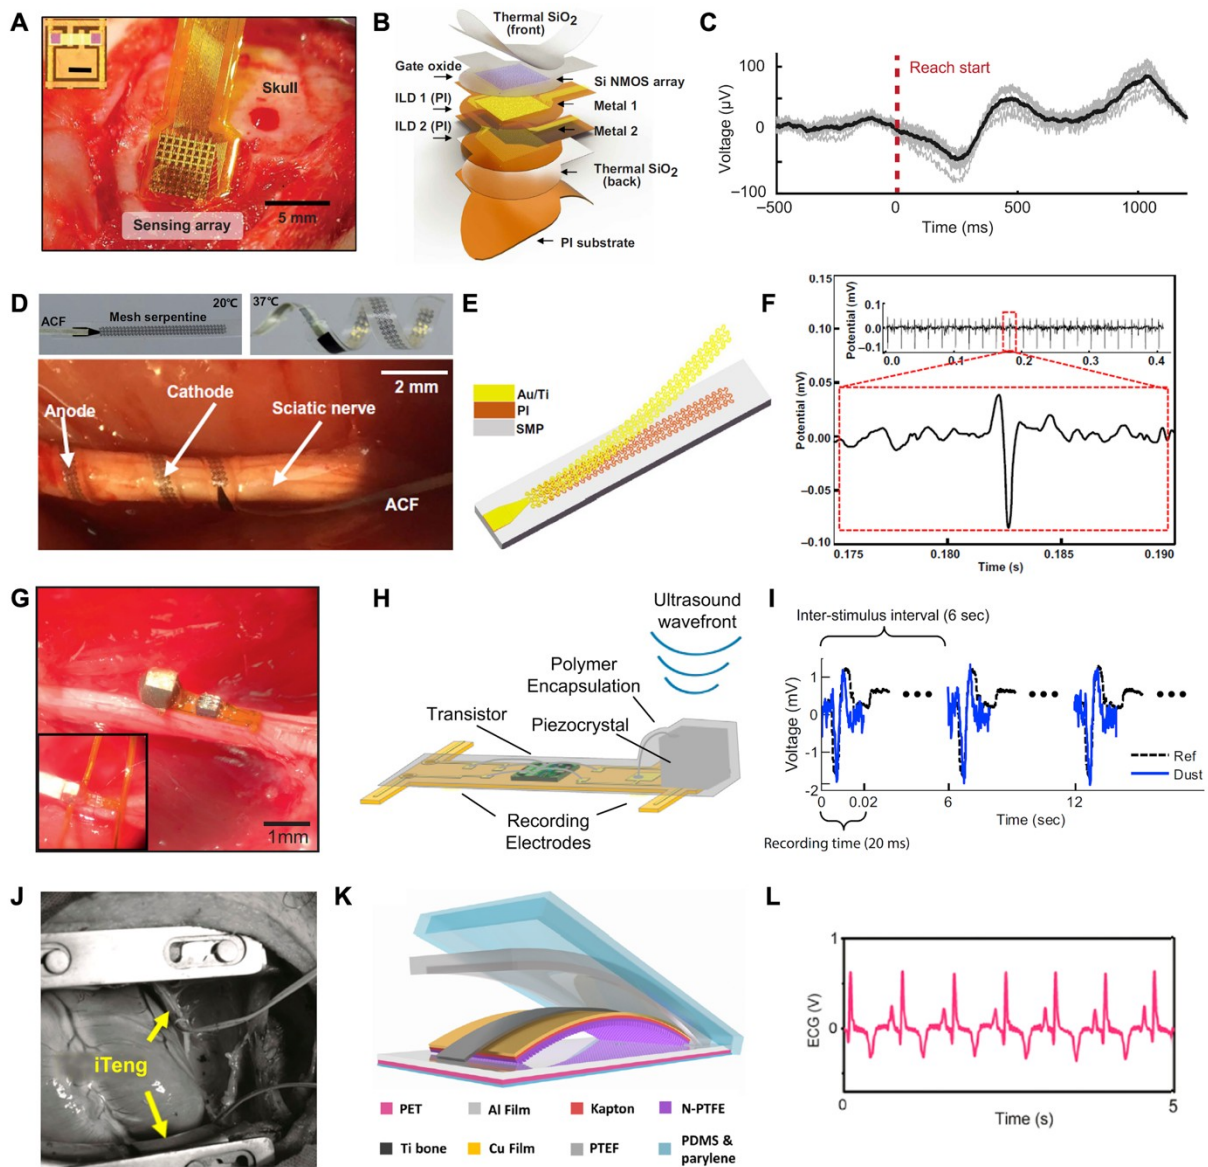 A
Skull
Sensing array
5 mm
B
Thermal SiO2
(front)
Gate oxide
Si NMOS array
ILD 1 (PI)
Metal 1
ILD 2 (PI)
Metal 2
Thermal SiO2
(back)
PI substrate
C
Reach start
Voltage (μV)
100
0
−100
−500
0
500
1000
Time (ms)
D
20℃
ACF
Mesh serpentine
37℃
2 mm
Anode
Cathode
Sciatic nerve
ACF
E
Au/Ti
PI
SMP
F
Potential (mV)
0.15
0.10
0.05
0.00
−0.05
−0.10
Potential (mV)
0.1
0.0
−0.1
0.0
0.1
0.2
0.3
0.4
0.175
0.180
0.185
0.190
Time (s)
G
1mm
H
Ultrasound
wavefront
Polymer
Encapsulation
Transistor
Piezocrystal
Recording
Electrodes
I
Inter-stimulus interval (6 sec)
Voltage (mV)
1
0
-1
-2
Ref
Dust
0
0.02
6
12
Time (sec)
Recording time (20 ms)
J
iTeng
K
PET
Al Film
Kapton
N-PTFE
Ti bone
Cu Film
PTEF
PDMS &
parylene
L
ECG (V)
1
0
0
5
Time (s)